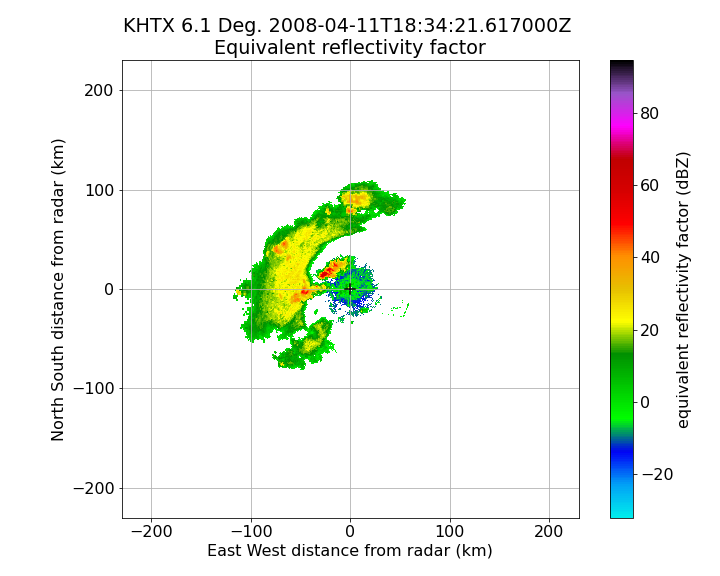 KHTX 6.1 Deg. 2008-04-11T18:34:21.617000Z
Equivalent reflectivity factor
North South distance from radar (km)
200
100
0
−100
−200
−200 −100 0 100 200
East West distance from radar (km)
80
60
40
20
0
−20
equivalent reflectivity factor (dBZ)